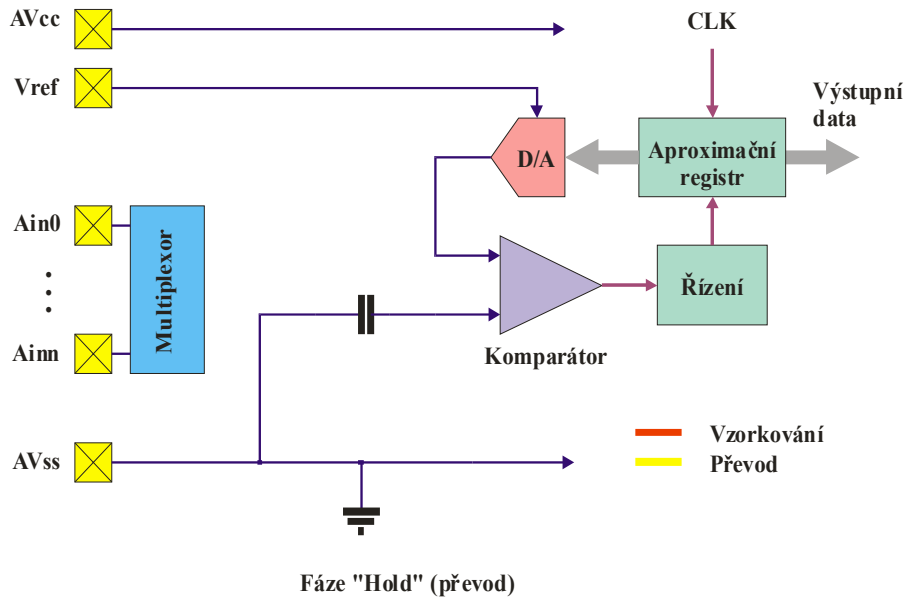 AVcc
CLK
Vref
Výstupní
data
D/A
Aproximační
registr
Ain0
Multiplexor
Řízení
Ainn
Komparátor
Vzorkování
AVss
Převod
Fáze "Hold" (převod)